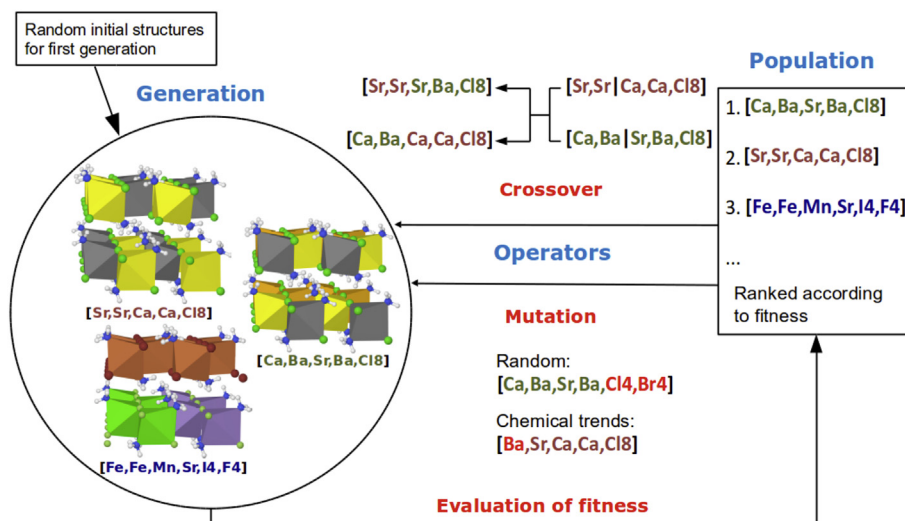 Random initial structures
for first generation
Generation
Population
[Sr,Sr,Sr,Ba,Cl8]
[Sr,Sr|Ca,Ca,Cl8]
[Ca,Ba,Ca,Ca,Cl8]
[Ca,Ba|Sr,Ba,Cl8]
1. [Ca,Ba,Sr,Ba,Cl8]
2. [Sr,Sr,Ca,Ca,Cl8]
3. [Fe,Fe,Mn,Sr,I4,F4]
...
Ranked according
to fitness
Crossover
Operators
Mutation
Random:
[Ca,Ba,Sr,Ba,Cl4,Br4]
Chemical trends:
[Ba,Sr,Ca,Ca,Cl8]
[Sr,Sr,Ca,Ca,Cl8]
[Ca,Ba,Sr,Ba,Cl8]
[Fe,Fe,Mn,Sr,I4,F4]
Evaluation of fitness